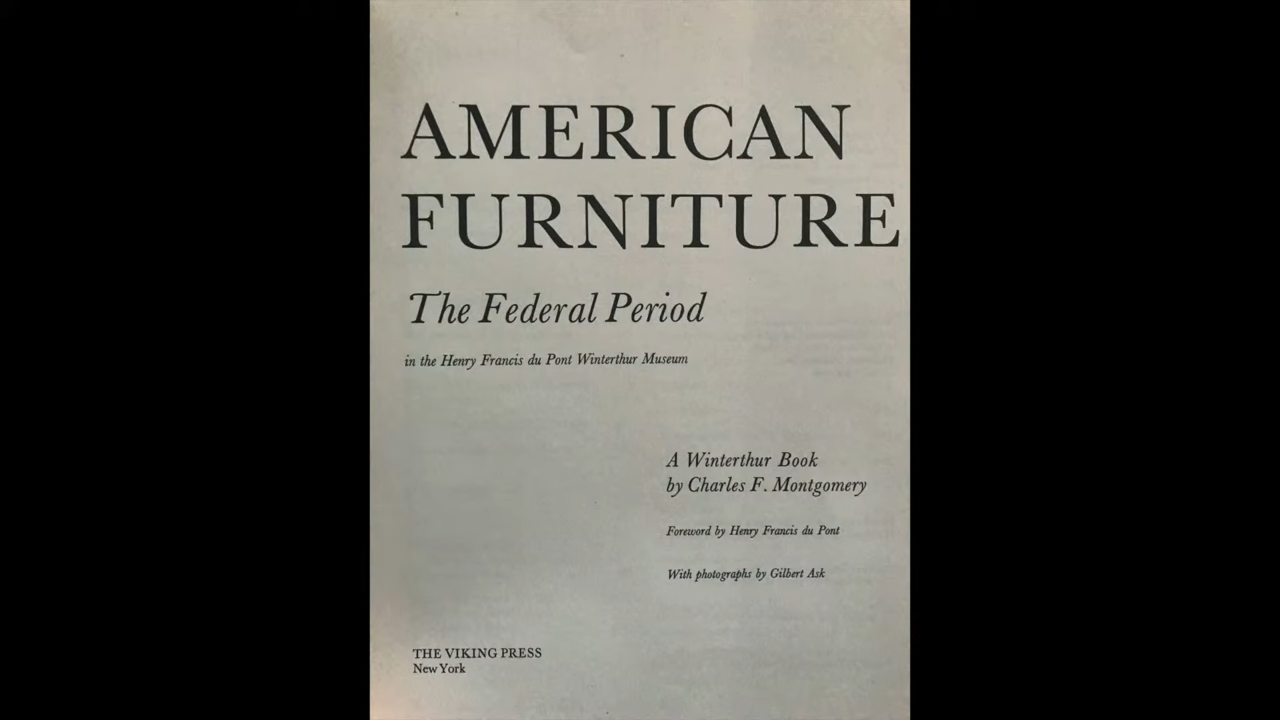 AMERICAN
FURNITURE
The Federal Period
in the Henry Francis du Pont Winterthur Museum
A Winterthur Book
by Charles F. Montgomery
Foreword by Henry Francis du Pont
With photographs by Gilbert Ask
THE VIKING PRESS
New York